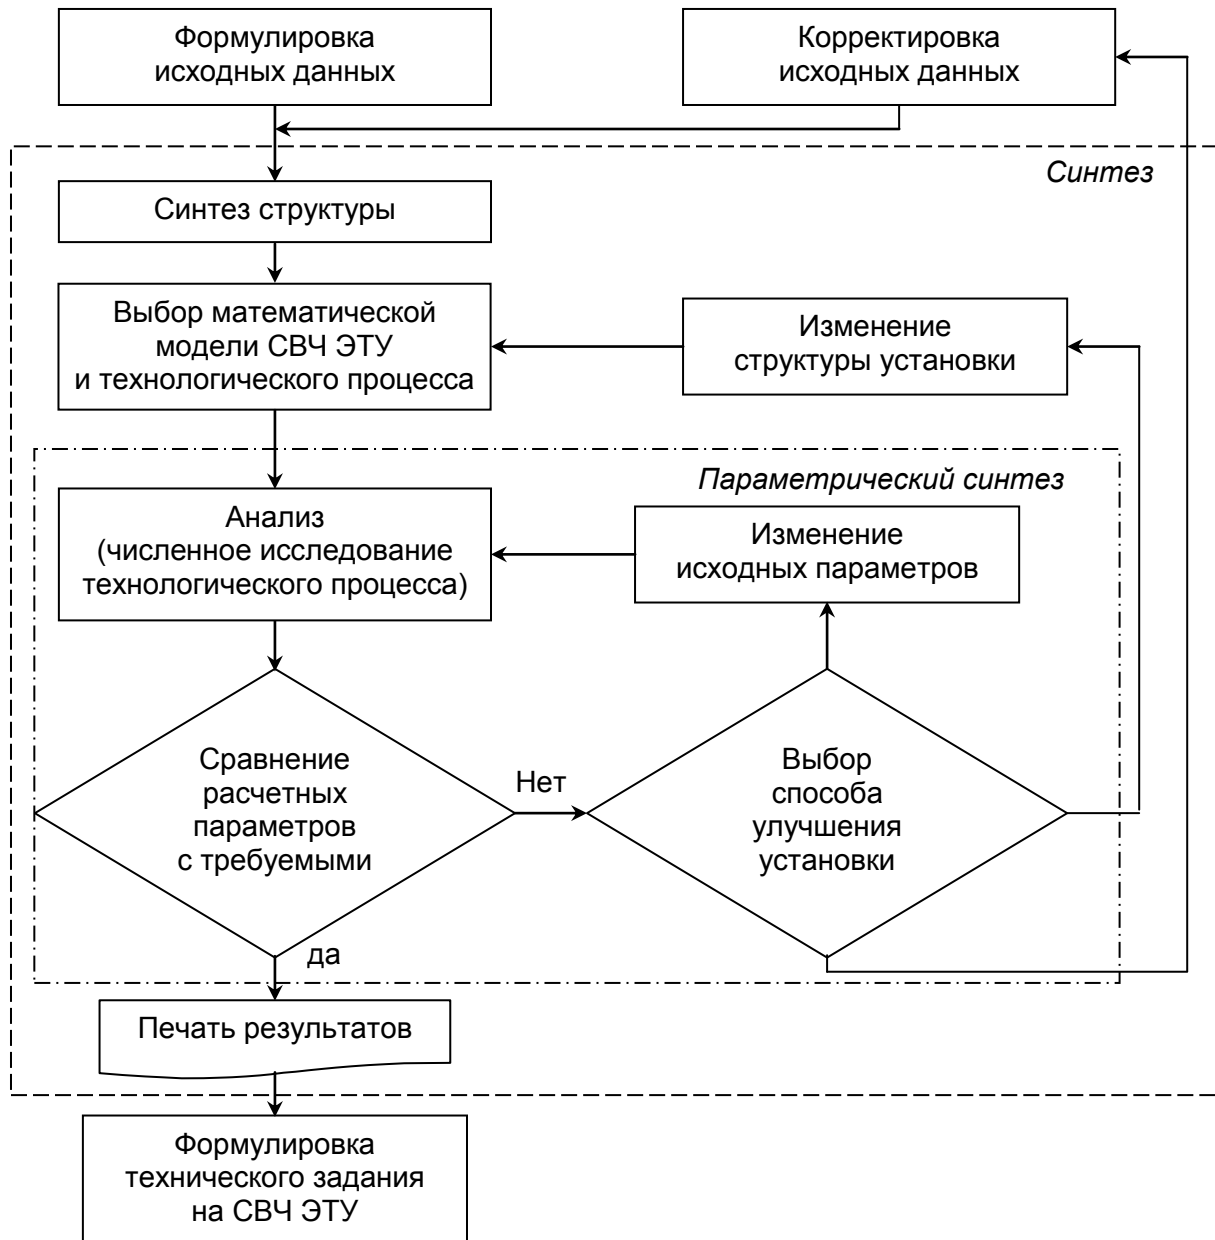 Формулировка
исходных данных
Корректировка
исходных данных
Синтез
Синтез структуры
Выбор математической
модели СВЧ ЭТУ
и технологического процесса
Изменение
структуры установки
Параметрический синтез
Анализ
(численное исследование
технологического процесса)
Изменение
исходных параметров
Сравнение
расчетных
параметров
с требуемыми
Нет
Выбор
способа
улучшения
установки
да
Печать результатов
Формулировка
технического задания
на СВЧ ЭТУ